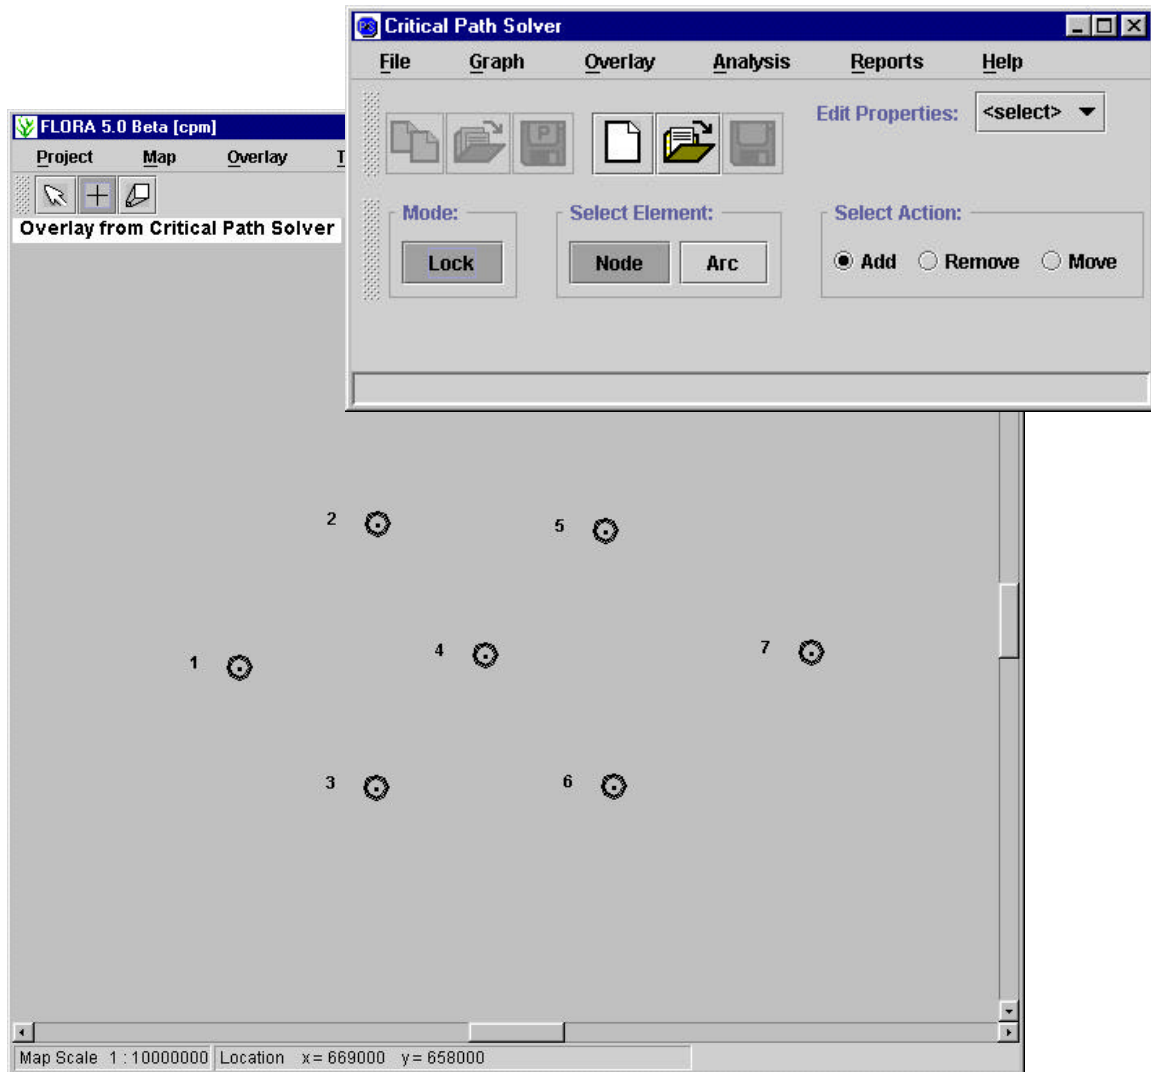 Critical Path Solver
File Graph Overlay Analysis Reports Help
Edit Properties: <select>
P
Mode: Select Element: Select Action:
Lock Node Arc Add Remove Move
FLORA 5.0 Beta [cpm]
Project Map Overlay
Overlay from Critical Path Solver
2 5
1 4 7
3 6
Map Scale 1 : 10000000 Location x = 669000 y = 658000